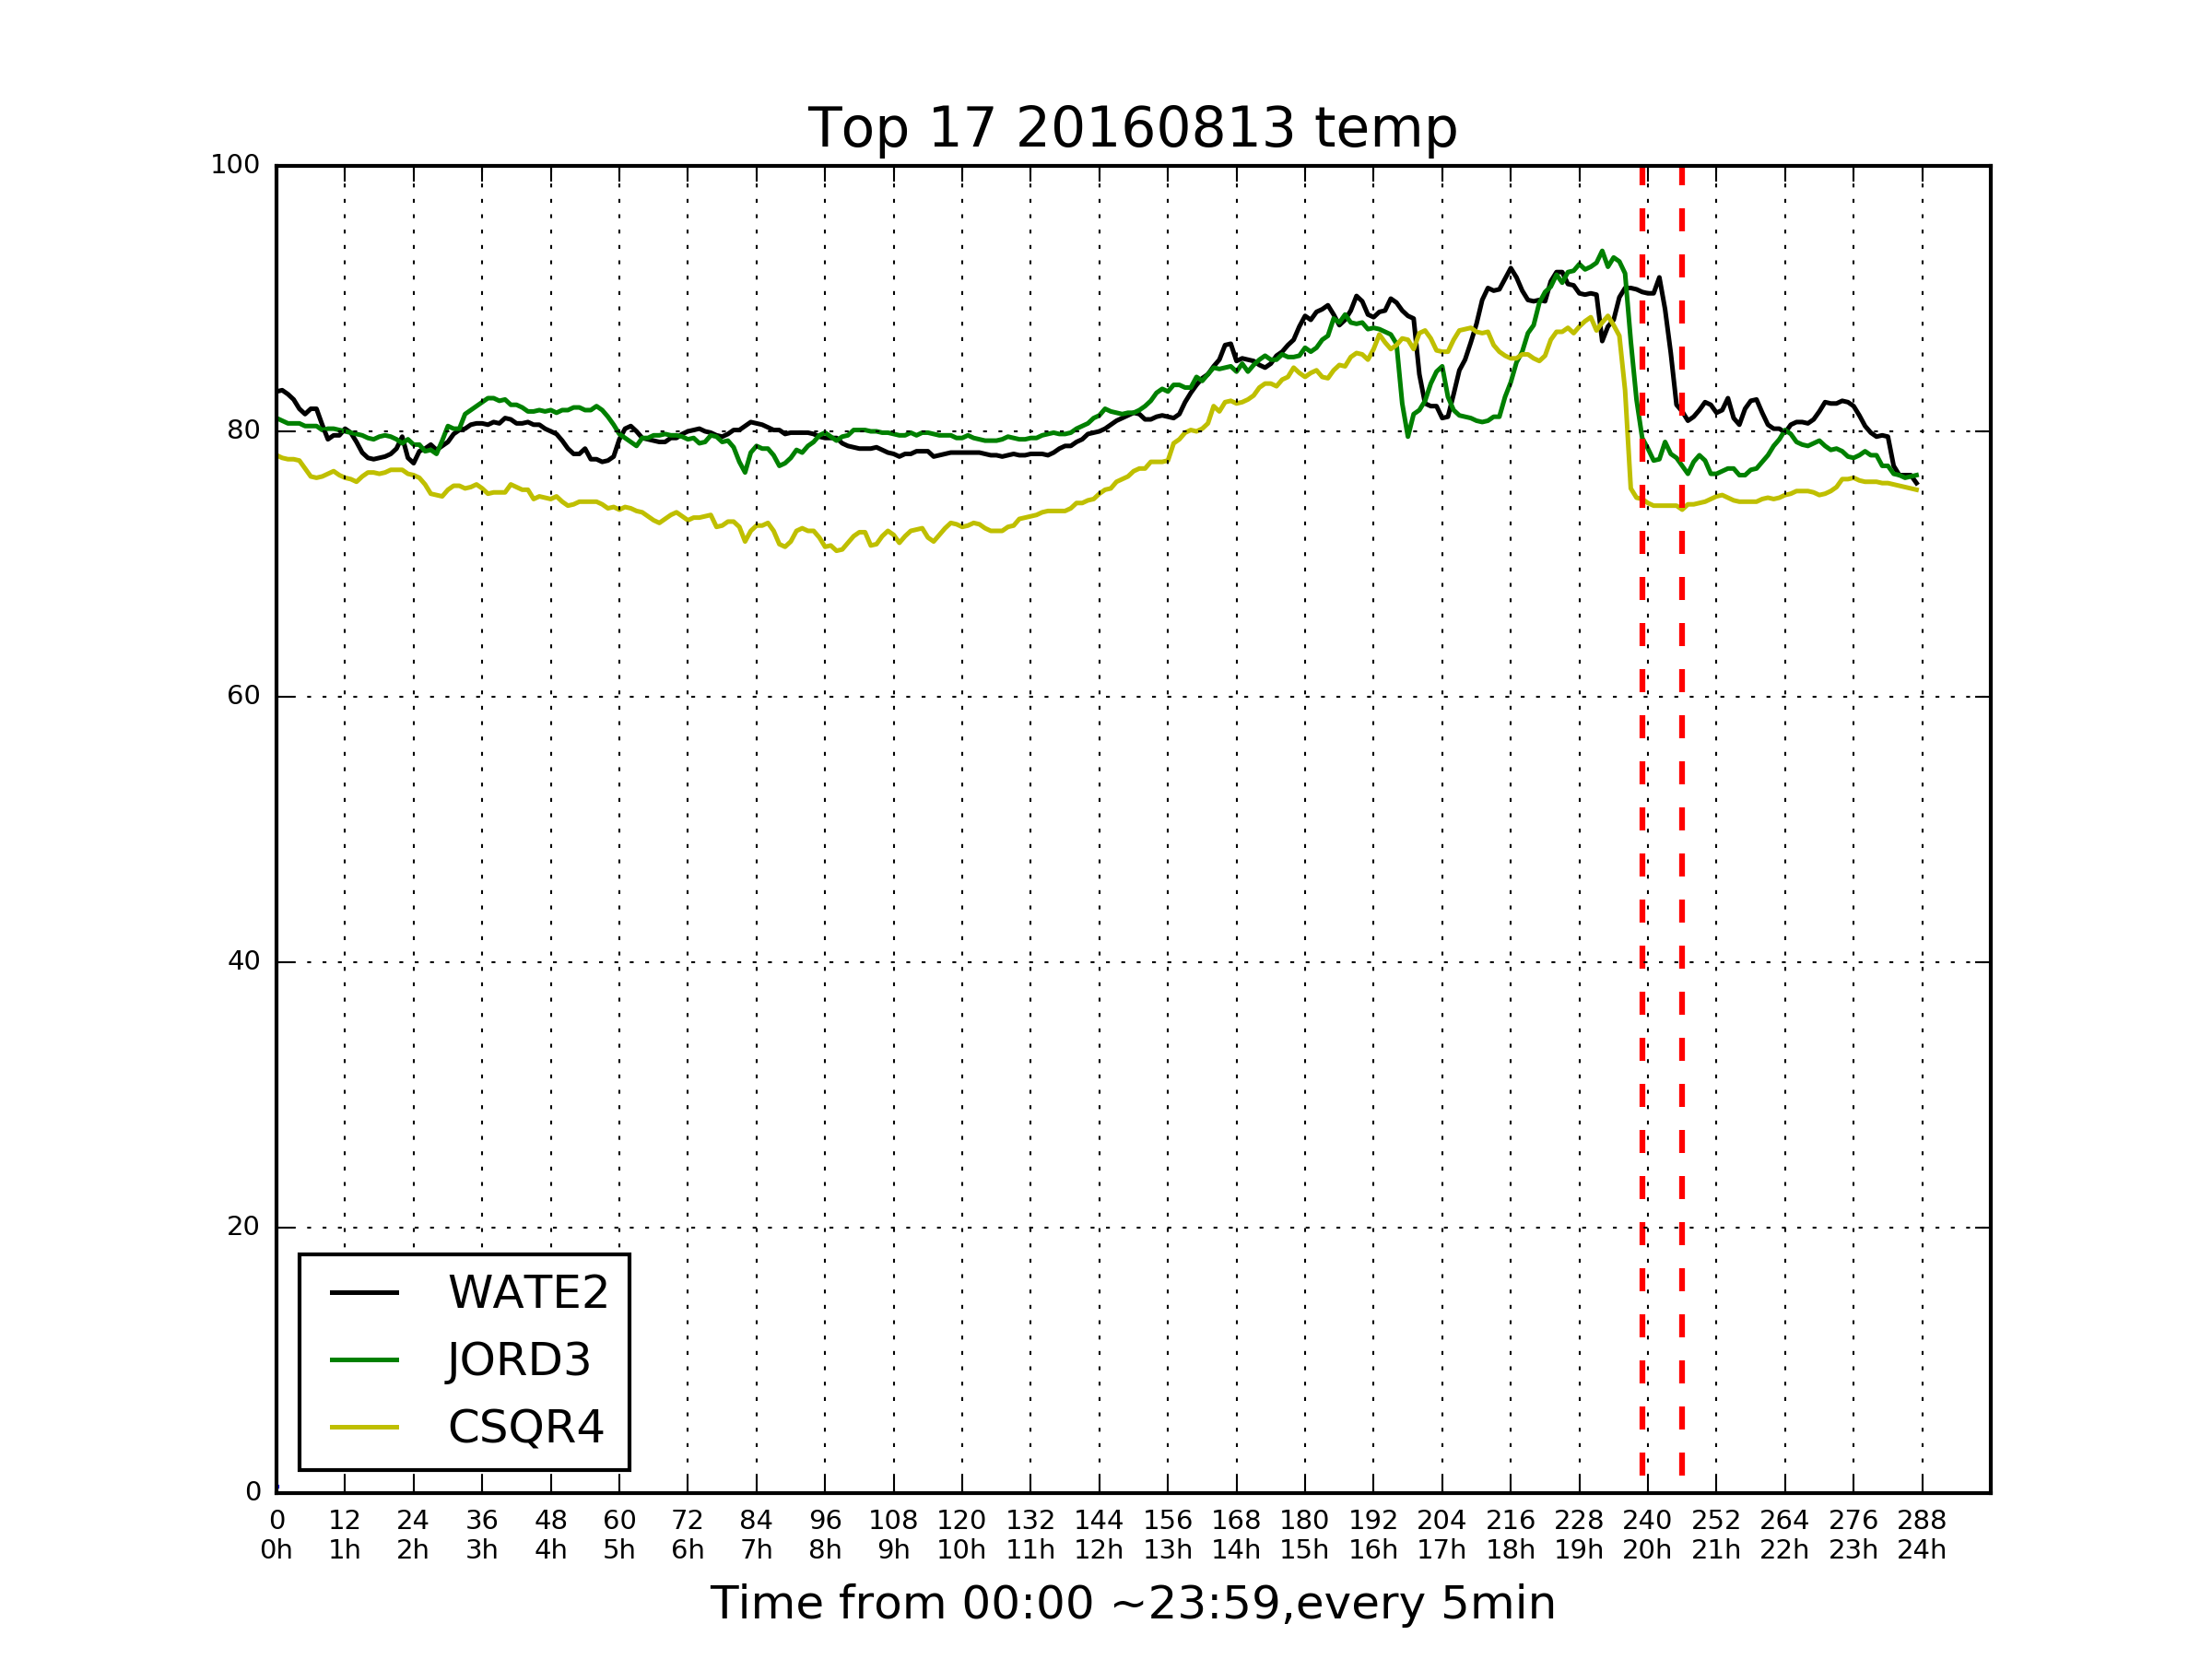 Top 17 20160813 temp
100
80
60
40
20
0
WATE2
JORD3
CSQR4
0 12 24 36 48 60 72 84 96 108 120 132 144 156 168 180 192 204 216 228 240 252 264 276 288
0h 1h 2h 3h 4h 5h 6h 7h 8h 9h 10h 11h 12h 13h 14h 15h 16h 17h 18h 19h 20h 21h 22h 23h 24h
Time from 00:00 ~23:59,every 5min